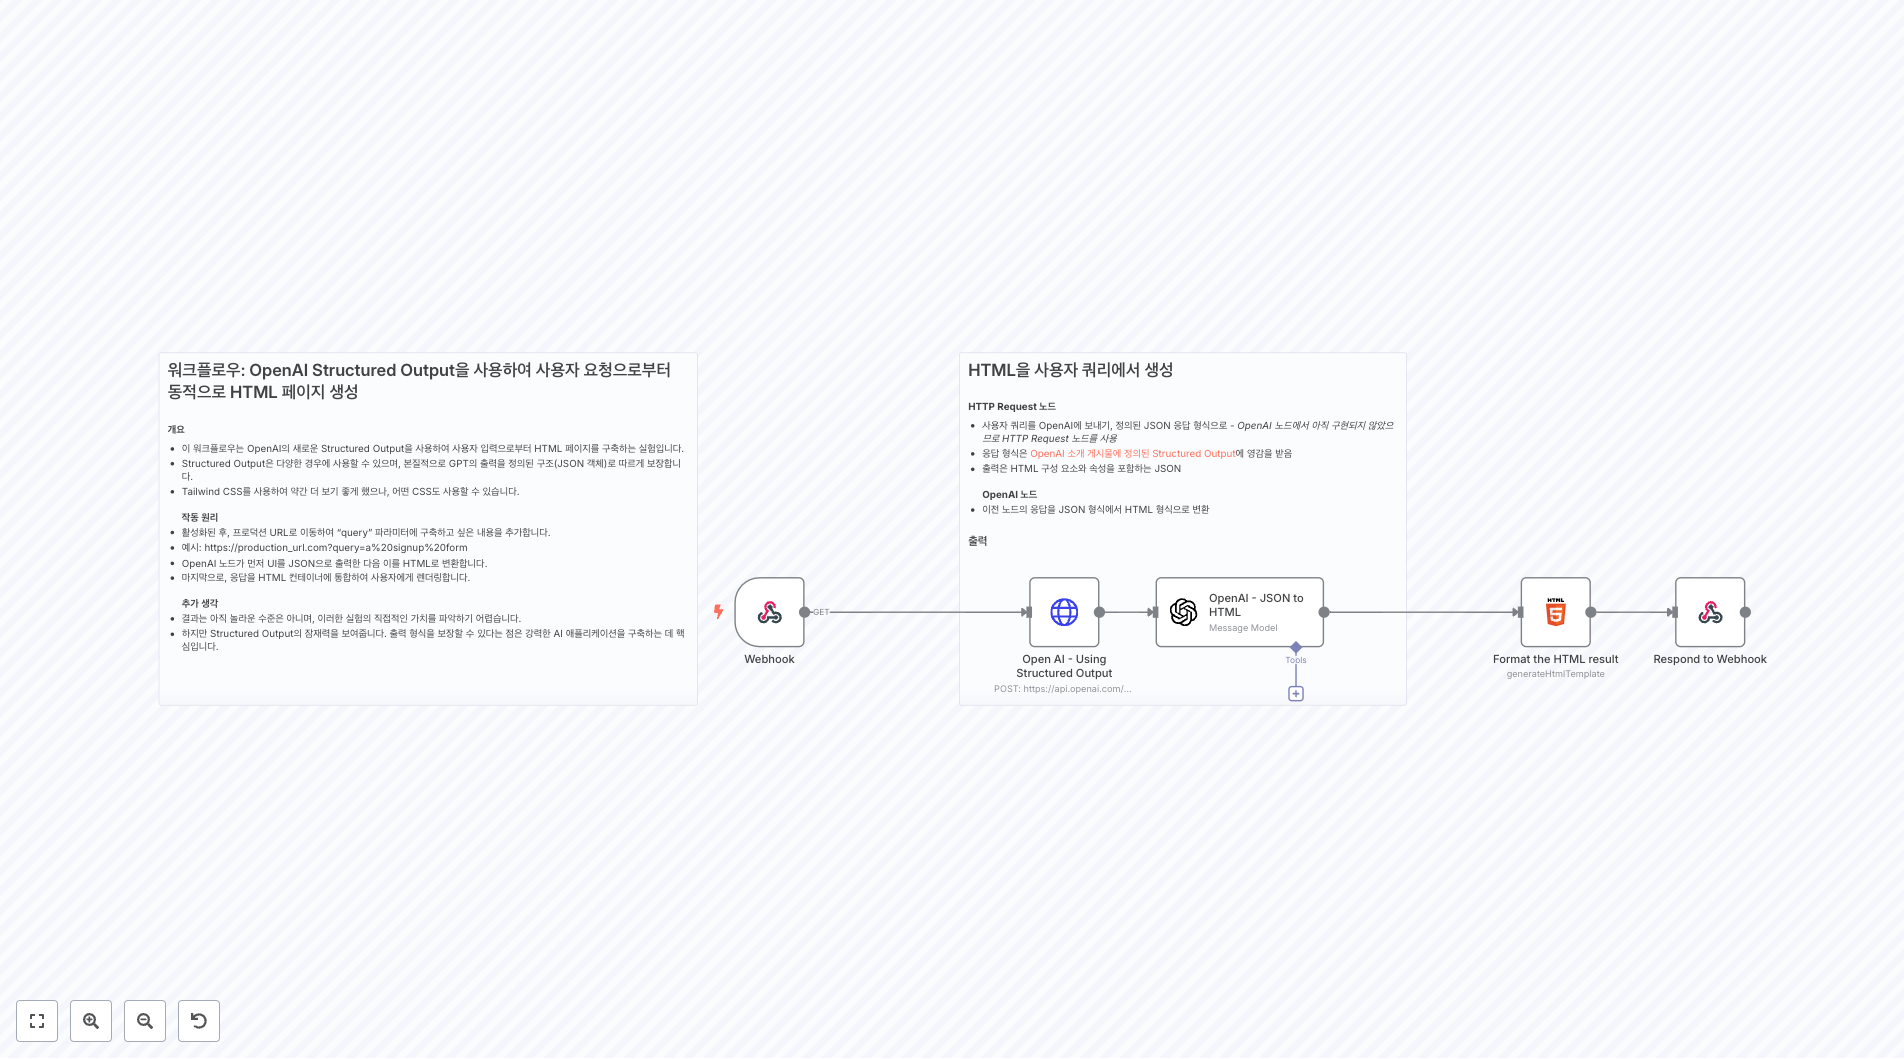 워크플로우: OpenAI Structured Output을 사용하여 사용자 요청으로부터
동적으로 HTML 페이지 생성
개요
이 워크플로우는 OpenAI의 새로운 Structured Output을 사용하여 사용자 입력으로부터 HTML 페이지를 구축하는 실험입니다.
Structured Output은 다양한 경우에 사용할 수 있으며, 본질적으로 GPT의 출력을 정의된 구조(JSON 객체)로 따르게 보장합니
다.
Tailwind CSS를 사용하여 약간 더 보기 좋게 했으나, 어떤 CSS도 사용할 수 있습니다.
작동 원리
활성화된 후, 프로덕션 URL로 이동하여 “query” 파라미터에 구축하고 싶은 내용을 추가합니다.
예시: https://production_url.com?query=a%20signup%20form
OpenAI 노드가 먼저 UI를 JSON으로 출력한 다음 이를 HTML로 변환합니다.
마지막으로, 응답을 HTML 컨테이너에 통합하여 사용자에게 렌더링합니다.
추가 생각
결과는 아직 놀라운 수준은 아니며, 이러한 실험의 직접적인 가치를 파악하기 어렵습니다.
하지만 Structured Output의 잠재력을 보여줍니다. 출력 형식을 보장할 수 있다는 점은 강력한 AI 애플리케이션을 구축하는 데 핵
심입니다.
HTML을 사용자 쿼리에서 생성
HTTP Request 노드
사용자 쿼리를 OpenAI에 보내기, 정의된 JSON 응답 형식으로 - OpenAI 노드에서 아직 구현되지 않았으
므로 HTTP Request 노드를 사용
응답 형식은 OpenAI 소개 게시물에 정의된 Structured Output에 영감을 받음
출력은 HTML 구성 요소와 속성을 포함하는 JSON
OpenAI 노드
이전 노드의 응답을 JSON 형식에서 HTML 형식으로 변환
출력
GET
Webhook
Open AI - Using
Structured Output
POST: https://api.openai.com/...
OpenAI - JSON to
HTML
Message Model
Tools
HTML
Format the HTML result
generateHtmlTemplate
Respond to Webhook